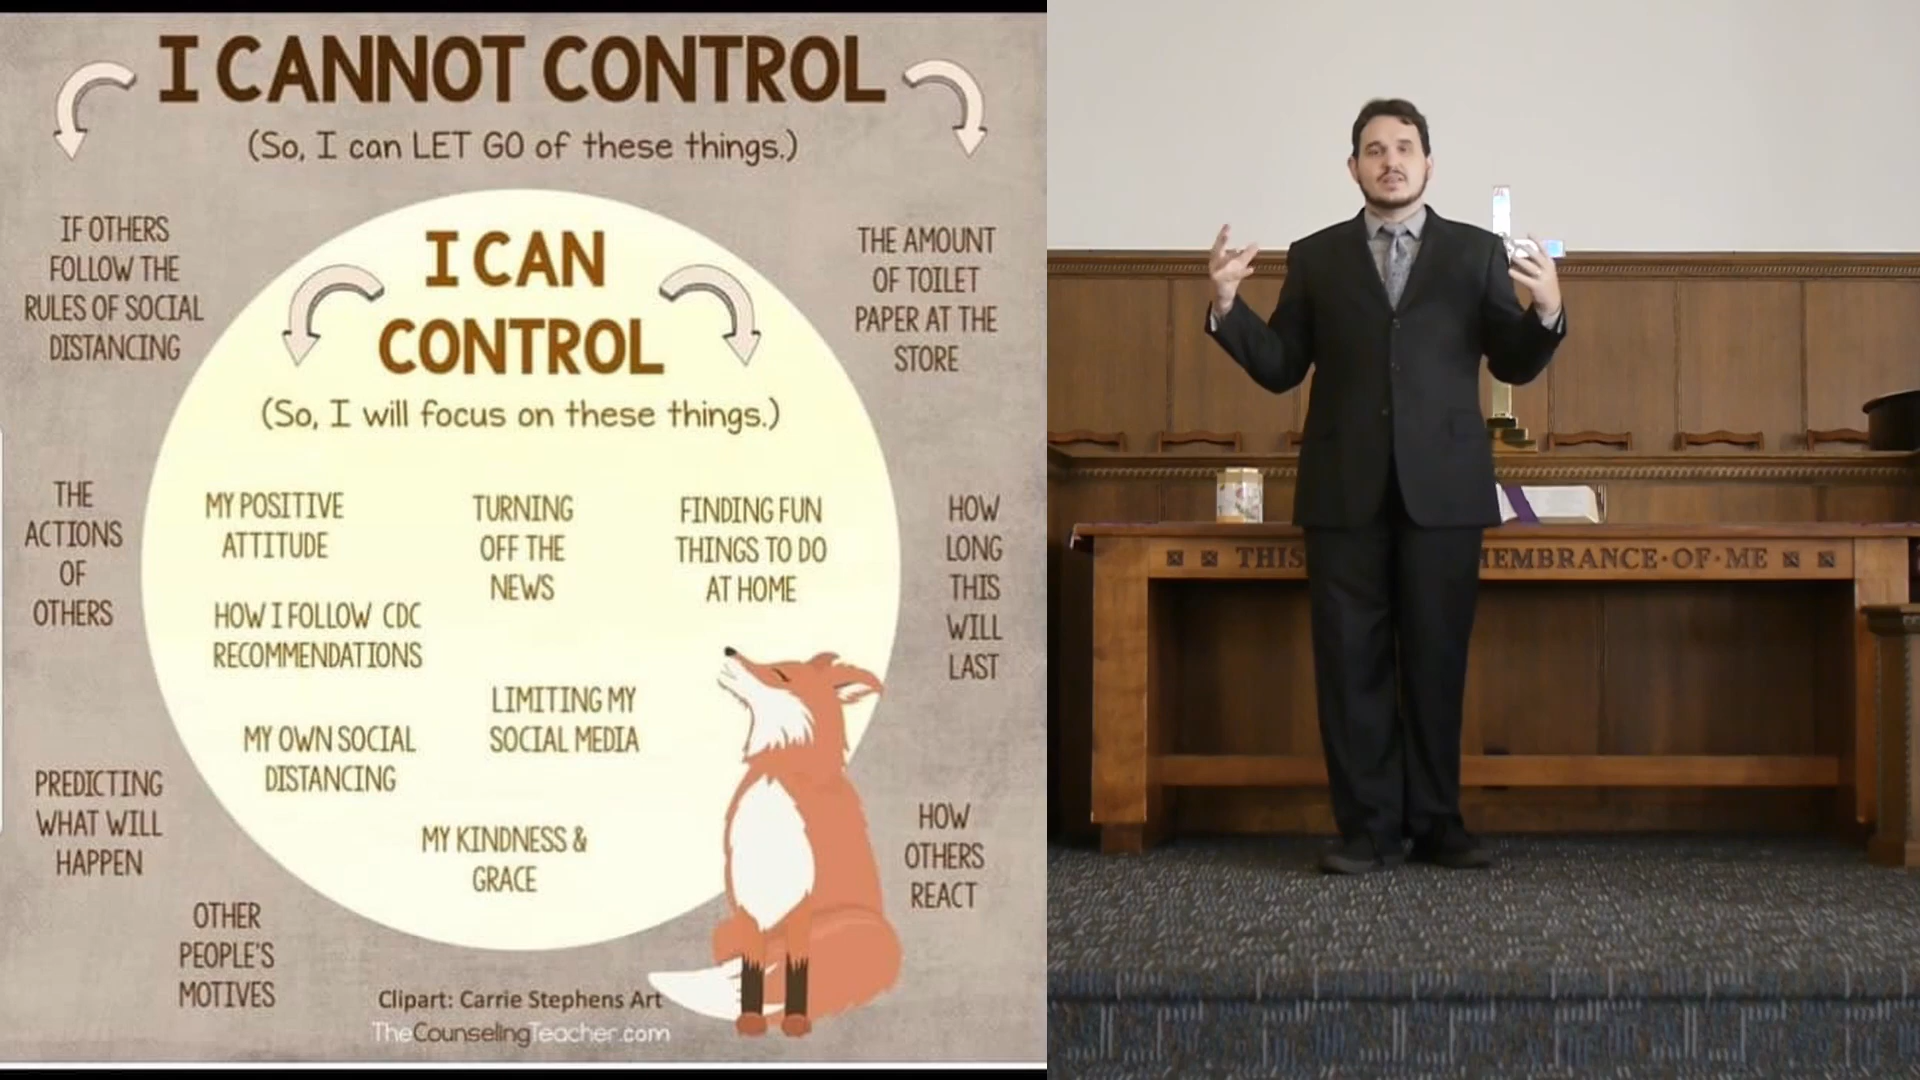 I CANNOT CONTROL
(So, I can LET GO of these things.)
IF OTHERS
FOLLOW THE
RULES OF SOCIAL
DISTANCING
THE AMOUNT
OF TOILET
PAPER AT THE
STORE
I CAN
CONTROL
(So, I will focus on these things.)
THE
ACTIONS
OF
OTHERS
MY POSITIVE
ATTITUDE
TURNING
OFF THE
NEWS
FINDING FUN
THINGS TO DO
AT HOME
HOW
LONG
THIS
WILL
LAST
HOW I FOLLOW CDC
RECOMMENDATIONS
LIMITING MY
SOCIAL MEDIA
MY OWN SOCIAL
DISTANCING
PREDICTING
WHAT WILL
HAPPEN
MY KINDNESS &
GRACE
HOW
OTHERS
REACT
OTHER
PEOPLE'S
MOTIVES
Clipart: Carrie Stephens Art
TheCounselingTeacher.com
THIS EMBRANCE·OF·ME